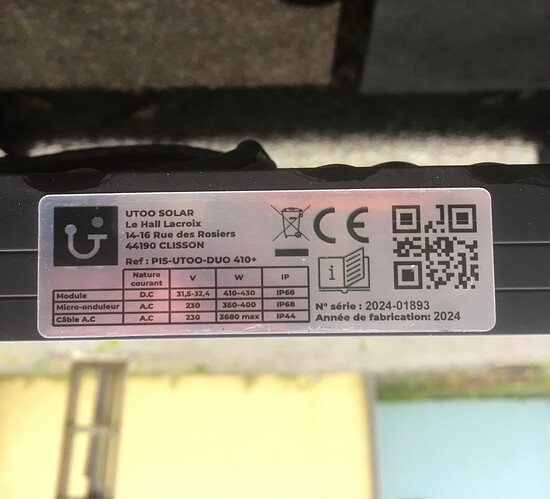 UTOO SOLAR
Le Hall Lacroix
14-16 Rue des Rosiers
44190 CLISSON
Ref : PIS-UTOO-DUO 410+
Nature courant V W IP
Module D.C 31,5-32,4 410-430 IP68
Micro-onduleur A.C 230 350-400 IP68
Câble A.C A.C 230 3680 max IP44
CE
i
N° série : 2024-01893
Année de fabrication: 2024